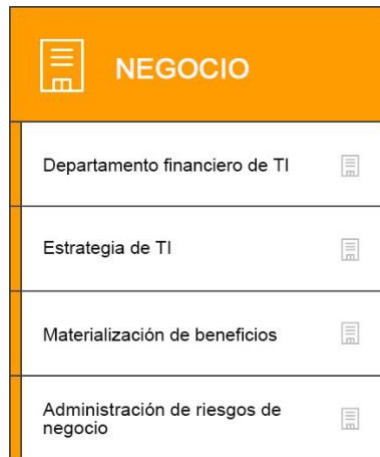 NEGOCIO
Departamento financiero de TI
Estrategia de TI
Materialización de beneficios
Administración de riesgos de
negocio